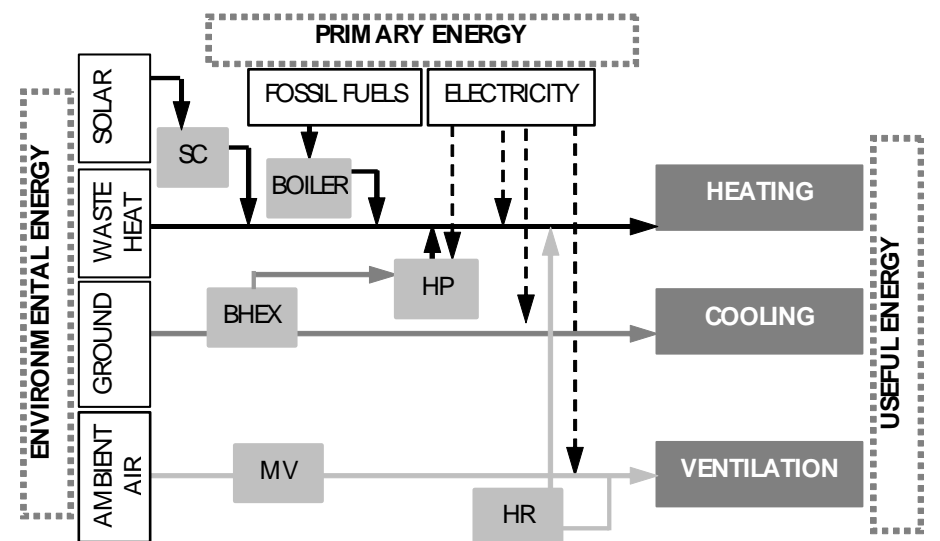 PRIMARY ENERGY
FOSSIL FUELS
ELECTRICITY
ENVIRONMENTAL ENERGY
SOLAR
WASTE
HEAT
GROUND
AMBIENT
AIR
SC
BOILER
HP
BHEX
MV
HR
HEATING
COOLING
VENTILATION
USEFUL ENERGY